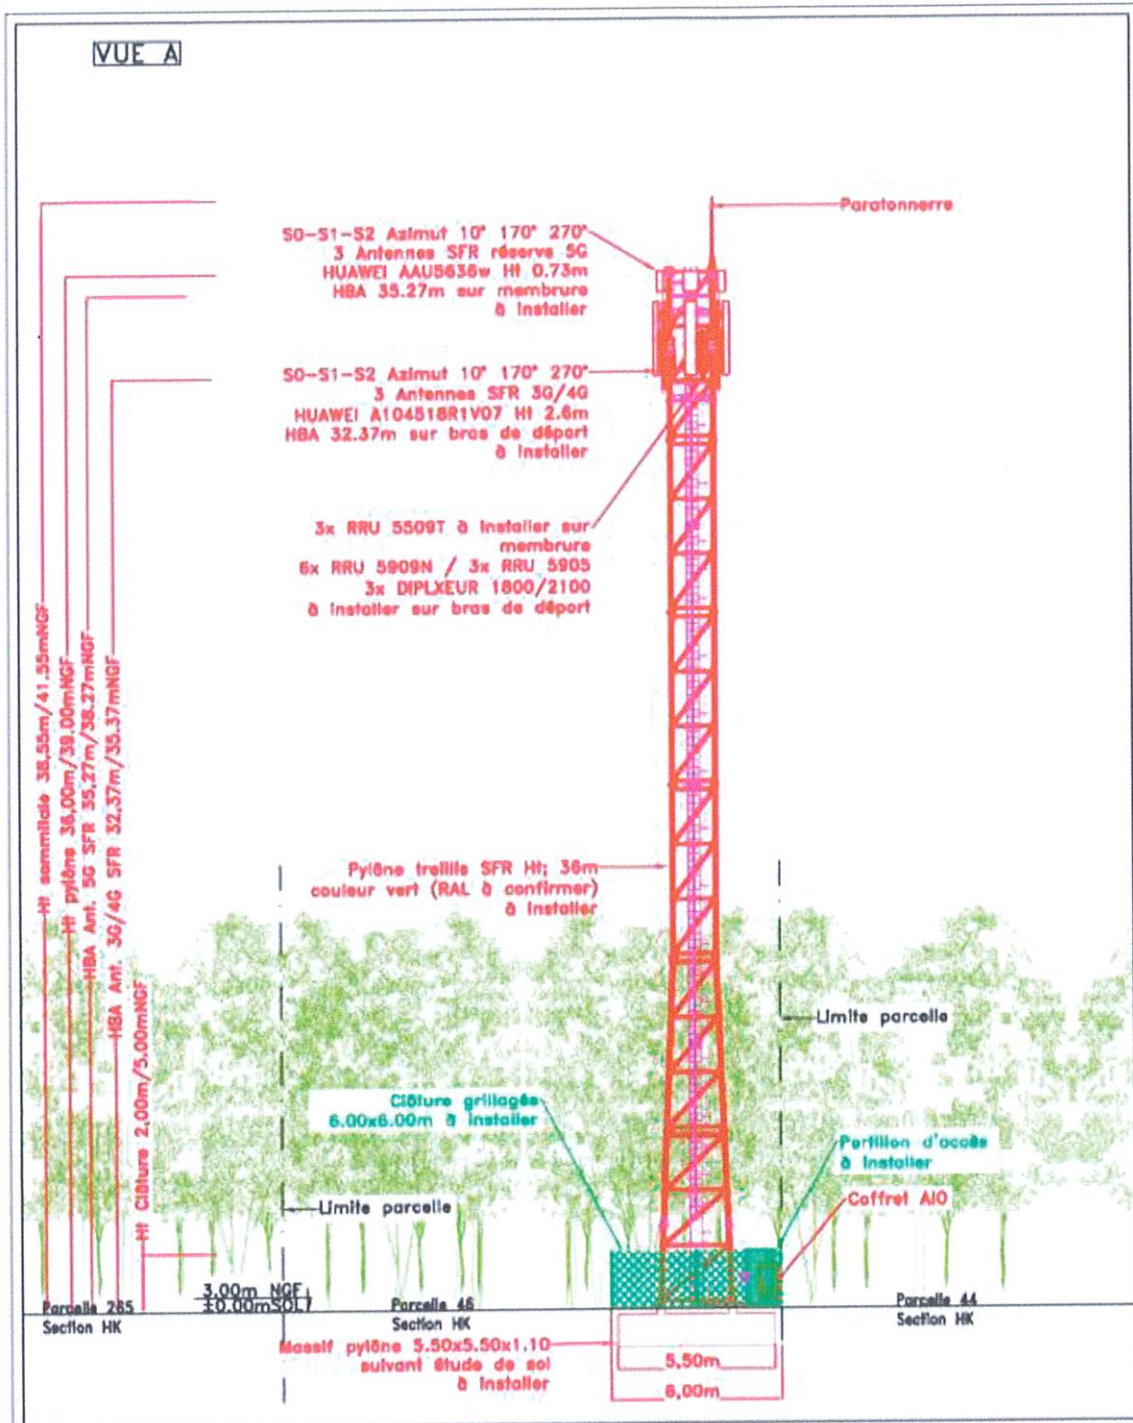 VUE A
Paratonnerre
S0-S1-S2 Azimut 10° 170° 270°
3 Antennes SFR réserve 5G
HUAWEI AAU5636w Ht 0.73m
HBA 35.27m sur membrure
à installer
S0-S1-S2 Azimut 10° 170° 270°
3 Antennes SFR 3G/4G
HUAWEI A104518R1V07 Ht 2.6m
HBA 32.37m sur bras de déport
à installer
3x RRU 5509T à installer sur
membrure
6x RRU 5909N / 3x RRU 5905
3x DIPLXEUR 1800/2100
à installer sur bras de déport
Ht sommitale 38,55m/41.55mNGF
Ht pylône 36,00m/39.00mNGF
HBA Ant. 5G SFR 35,27m/38.27mNGF
HBA Ant. 3G/4G SFR 32,37m/35.37mNGF
Ht Clôture 2,00m/5.00mNGF
Pylône treillis SFR Ht: 36m
couleur vert (RAL à confirmer)
à installer
Limite parcelle
Clôture grillagée
6.00x6.00m à installer
Portillon d'accès
à installer
Coffret AIO
Limite parcelle
3.00m NGF
±0.00mSOL
Parcelle 265
Section HK
Parcelle 46
Section HK
Parcelle 44
Section HK
Massif pylône 5.50x5.50x1.10
suivant étude de sol
à installer
5,50m
6,00m